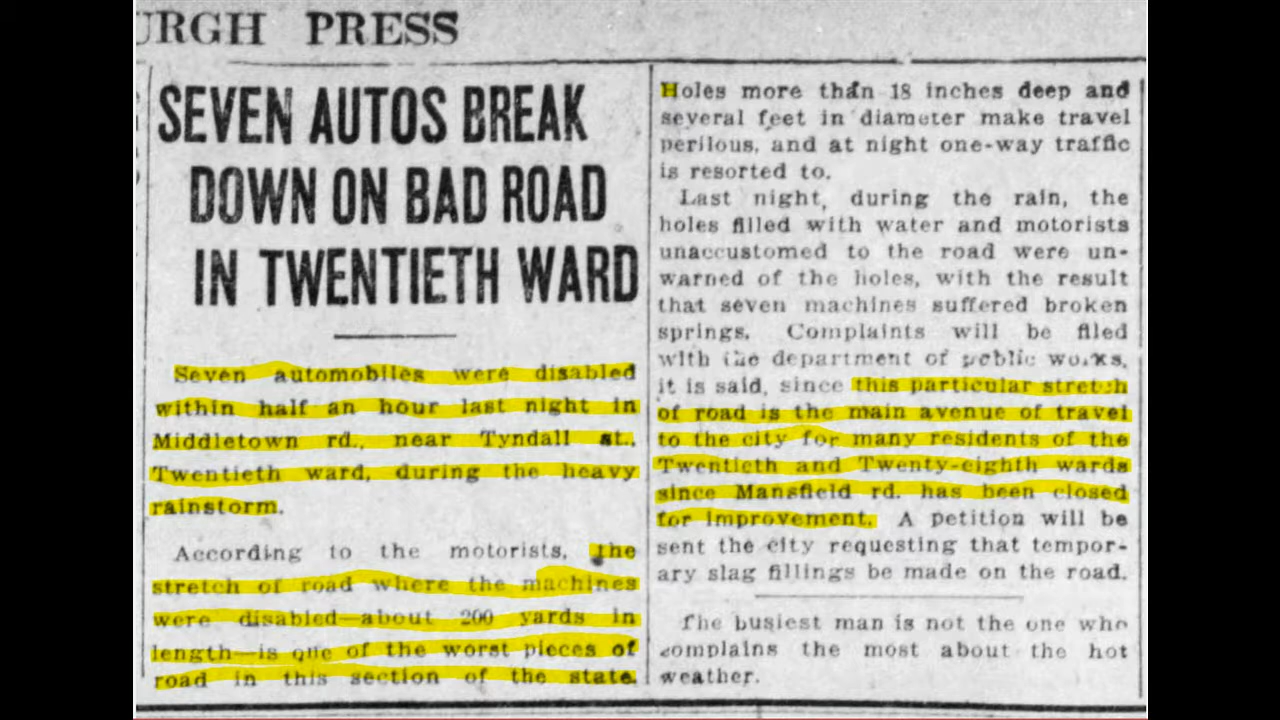 URGH PRESS
SEVEN AUTOS BREAK
DOWN ON BAD ROAD
IN TWENTIETH WARD
Seven automobiles were disabled
within half an hour last night in
Middletown rd., near Tyndall st.,
Twentieth ward, during the heavy
rainstorm.
According to the motorists, the
stretch of road where the machines
were disabled—about 200 yards in
length—is one of the worst pieces of
road in this section of the state.
Holes more than 18 inches deep and
several feet in diameter make travel
perilous, and at night one-way traffic
is resorted to.
Last night, during the rain, the
holes filled with water and motorists
unaccustomed to the road were un-
warned of the holes, with the result
that seven machines suffered broken
springs. Complaints will be filed
with the department of public works,
it is said, since this particular stretch
of road is the main avenue of travel
to the city for many residents of the
Twentieth and Twenty-eighth wards
since Mansfield rd. has been closed
for improvement. A petition will be
sent the city requesting that tempor-
ary slag fillings be made on the road.
The busiest man is not the one who
complains the most about the hot
weather.